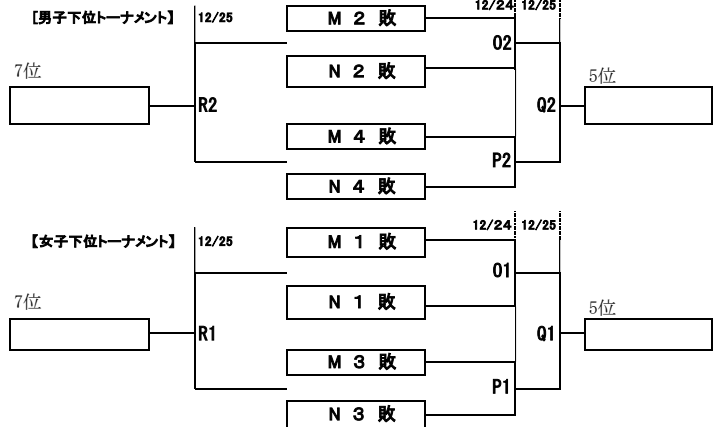 [男子下位トーナメント】 12/25 M 2 敗 12/24 12/25
O2
7位 N 2 敗 5位
R2 Q2
M 4 敗
P2
N 4 敗
【女子下位トーナメント】 12/25 M 1 敗 12/24 12/25
O1
7位 N 1 敗 5位
R1 Q1
M 3 敗
P1
N 3 敗